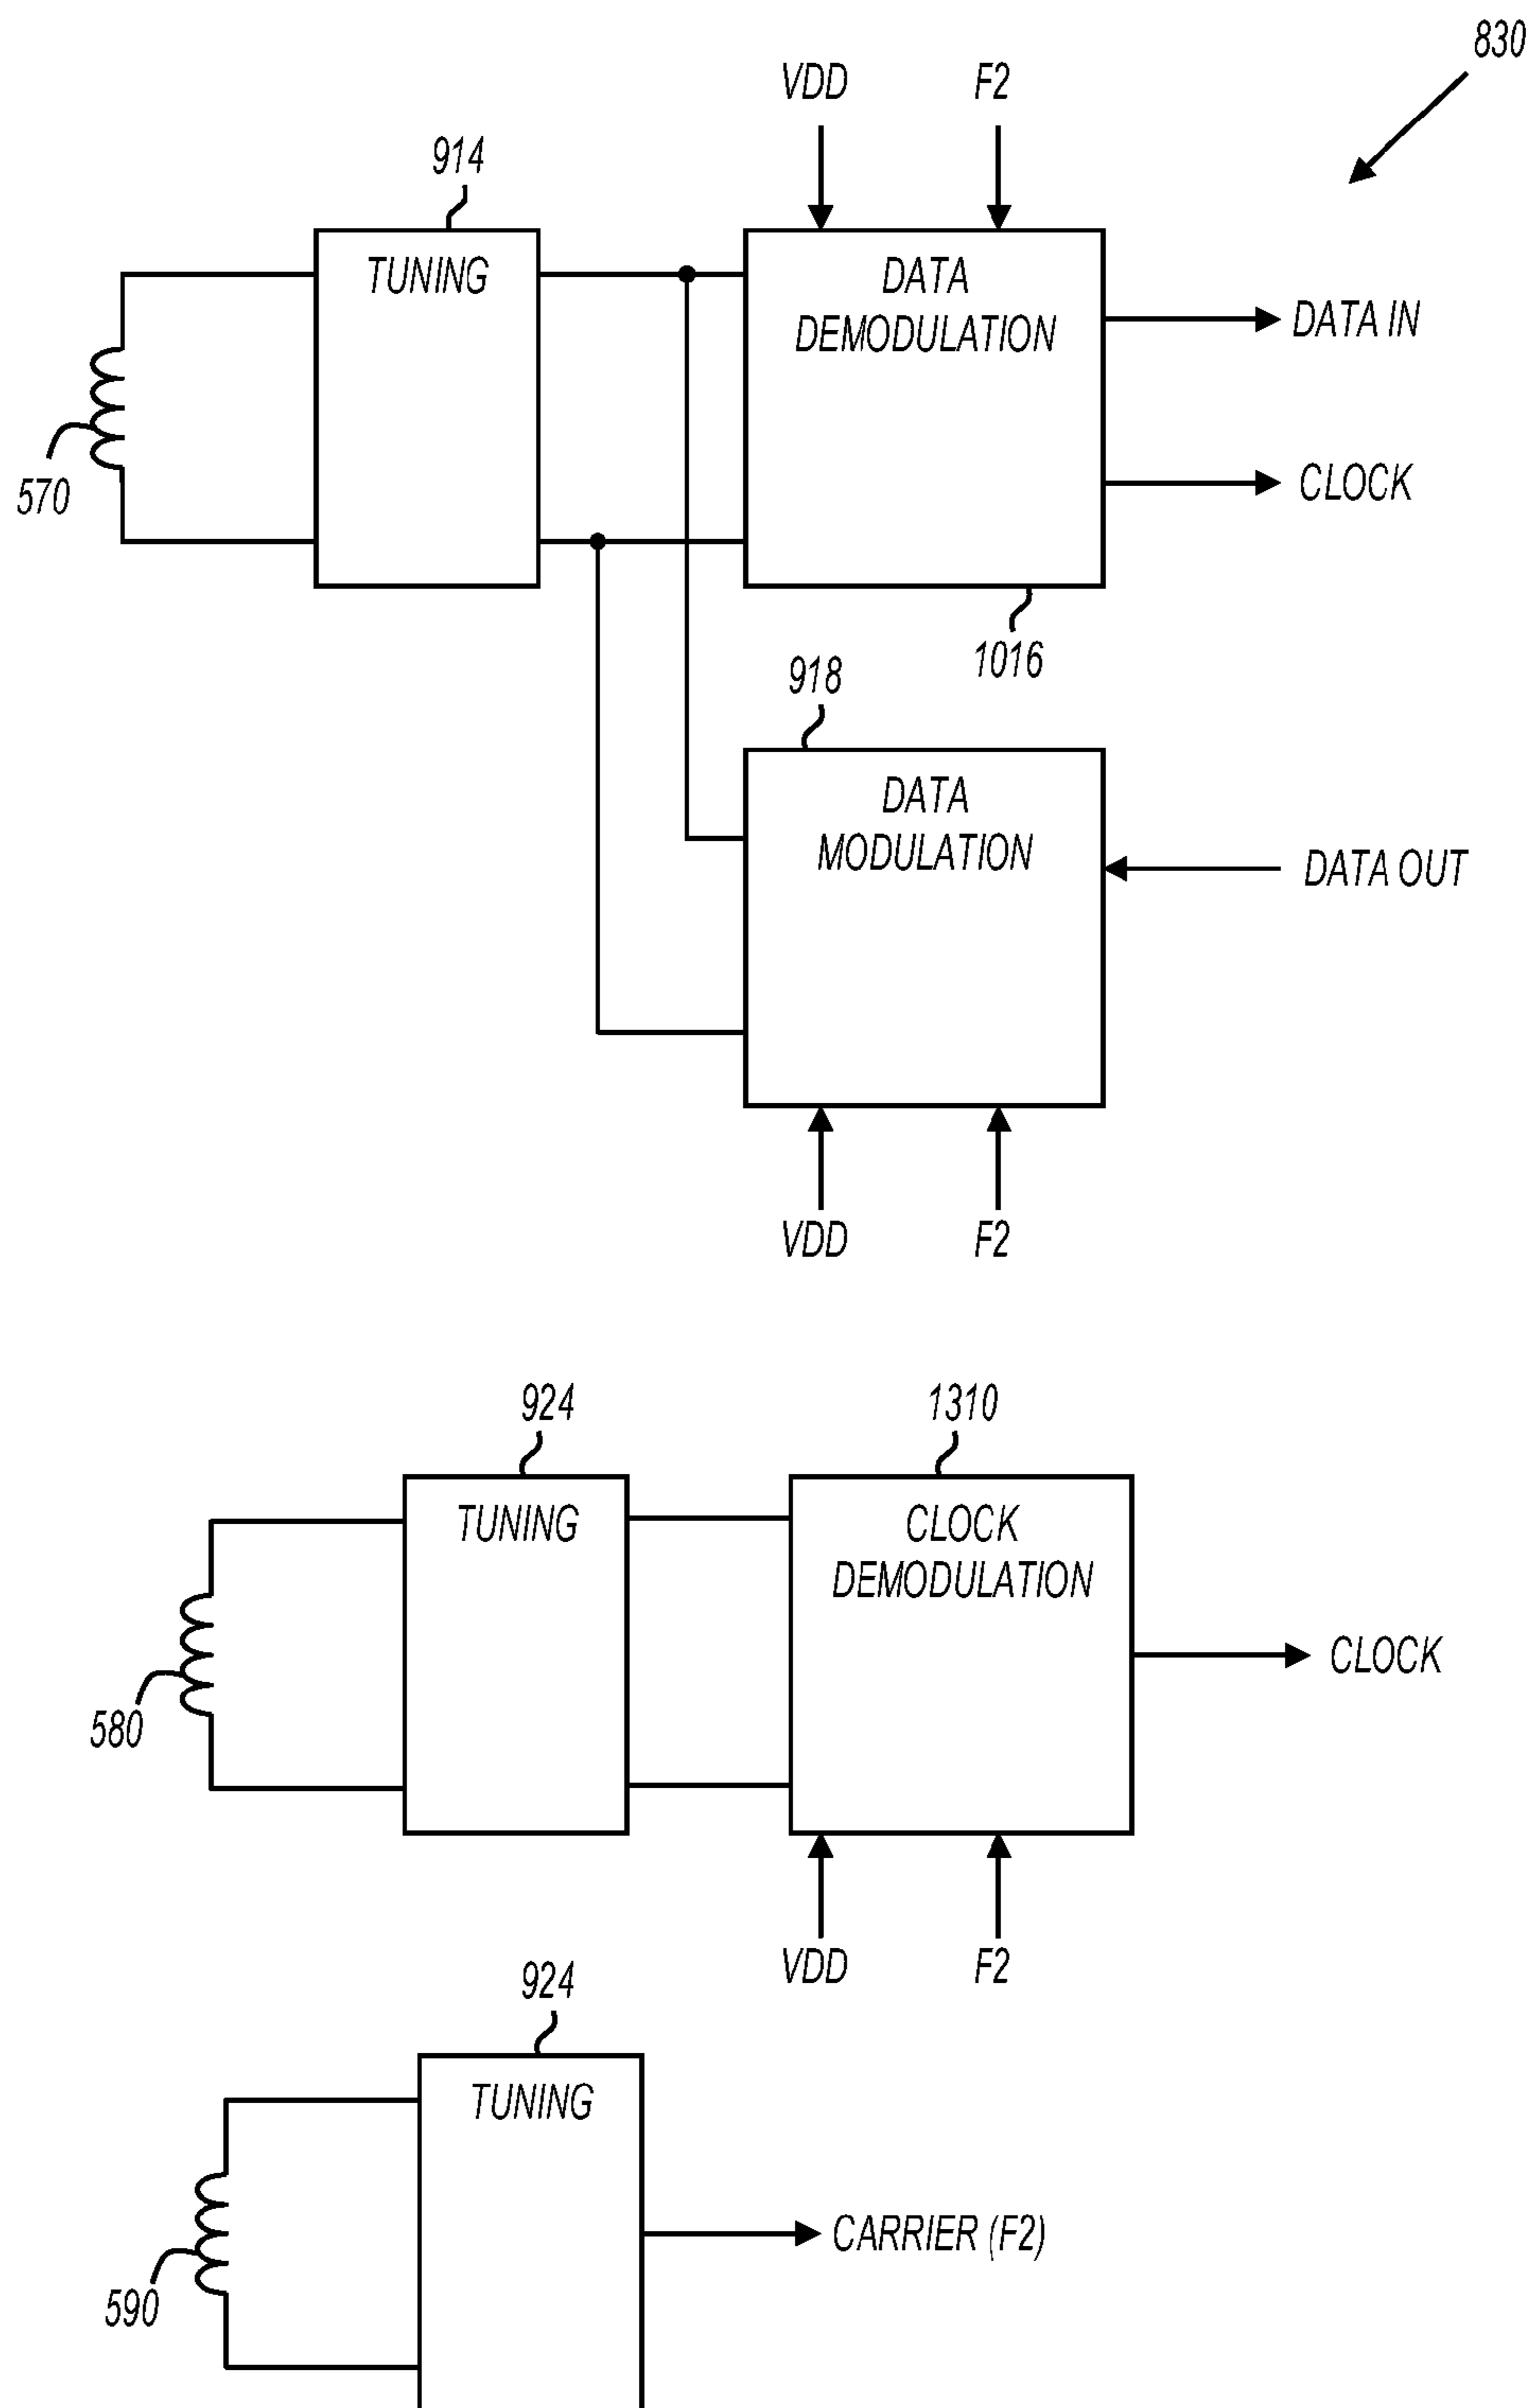 830
VDD
F2
914
TUNING
DATA
DEMODULATION
DATA IN
570
CLOCK
1016
918
DATA
MODULATION
DATA OUT
VDD
F2
924
1310
TUNING
CLOCK
DEMODULATION
CLOCK
580
VDD
F2
924
TUNING
CARRIER (F2)
590